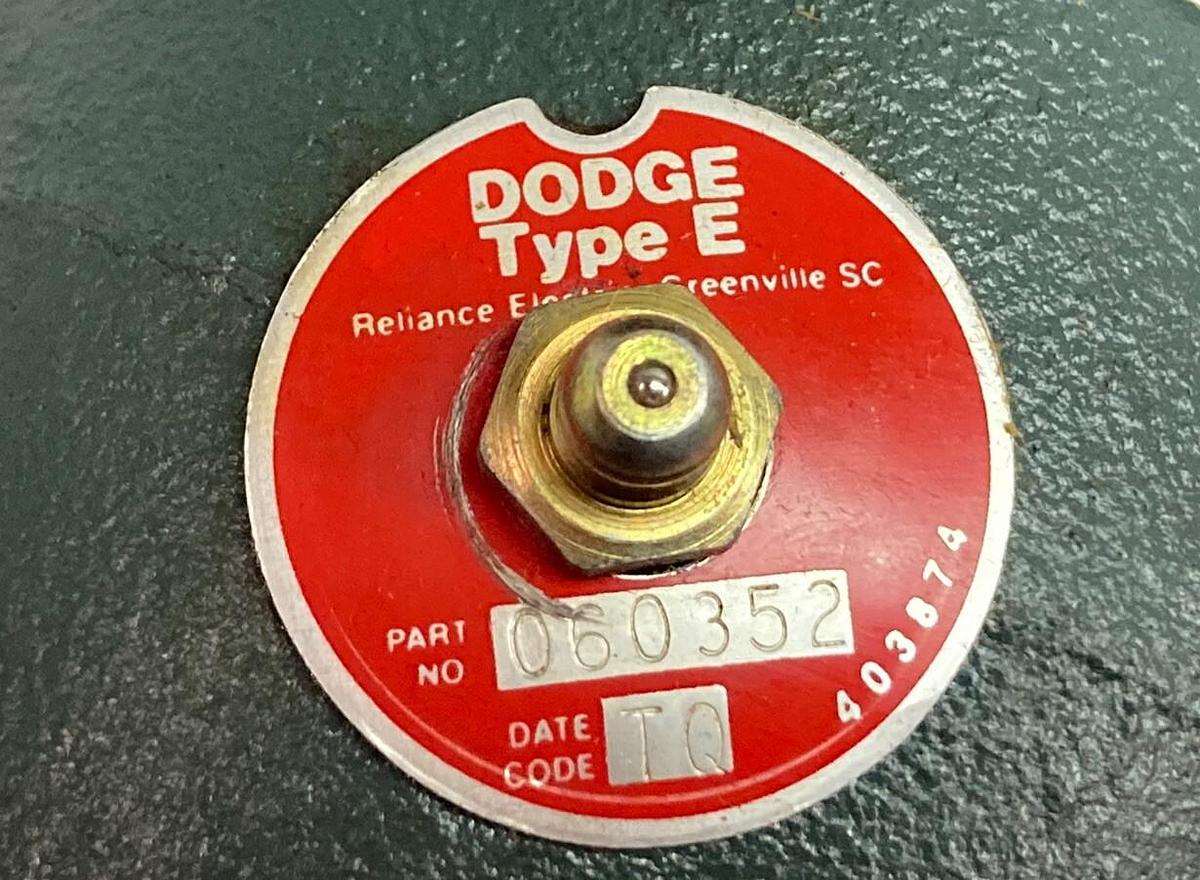 DODGE
Type E
Reliance Greenville SC
PART NO 060352
DATE CODE TQ
403874